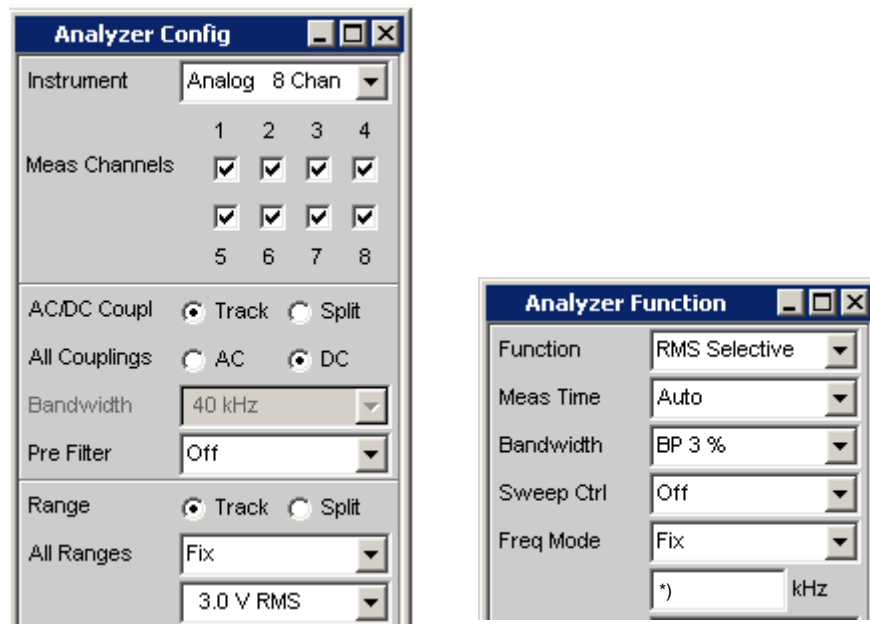 Analyzer Config
Instrument Analog 8 Chan
1 2 3 4
Meas Channels
5 6 7 8
AC/DC Coupl Track Split
All Couplings AC DC
Bandwidth 40 kHz
Pre Filter Off
Range Track Split
All Ranges Fix
3.0 V RMS
Analyzer Function
Function RMS Selective
Meas Time Auto
Bandwidth BP 3 %
Sweep Ctrl Off
Freq Mode Fix
*) kHz